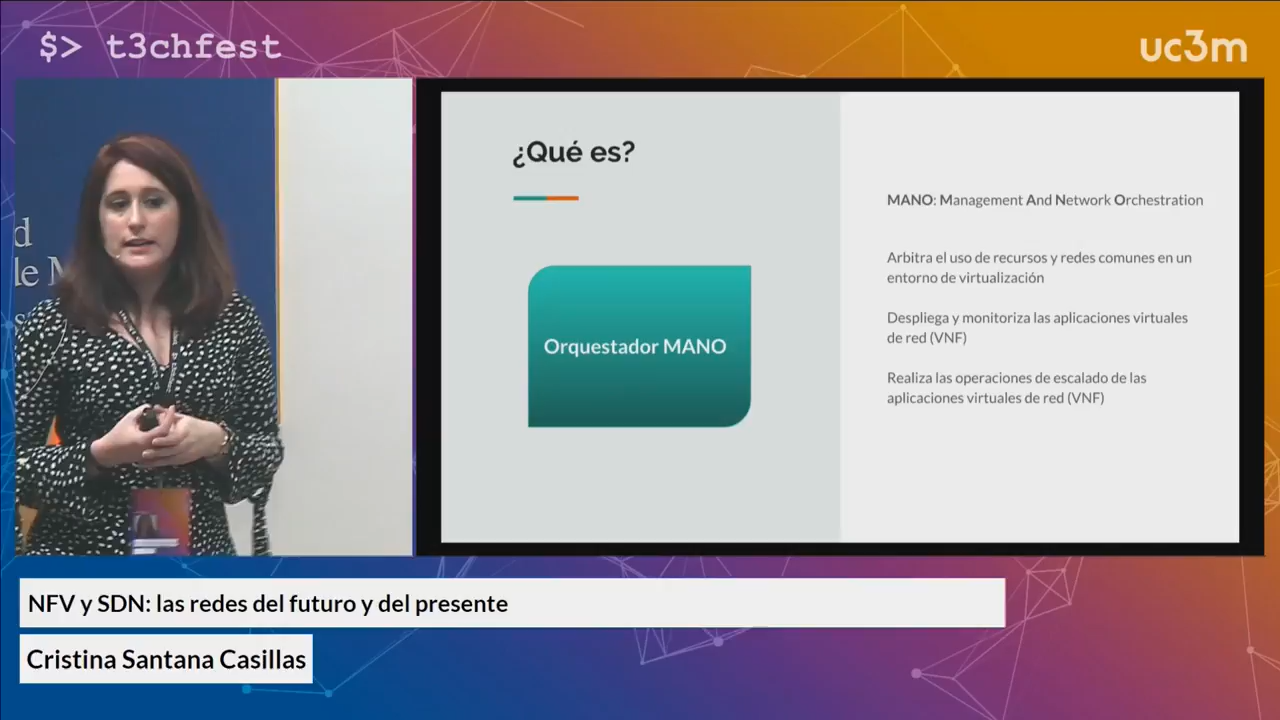 $> t3chfest
uc3m
¿Qué es?
Orquestador MANO
MANO: Management And Network Orchestration
Arbitra el uso de recursos y redes comunes en un
entorno de virtualización
Despliega y monitoriza las aplicaciones virtuales
de red (VNF)
Realiza las operaciones de escalado de las
aplicaciones virtuales de red (VNF)
d
le M
s
NFV y SDN: las redes del futuro y del presente
Cristina Santana Casillas